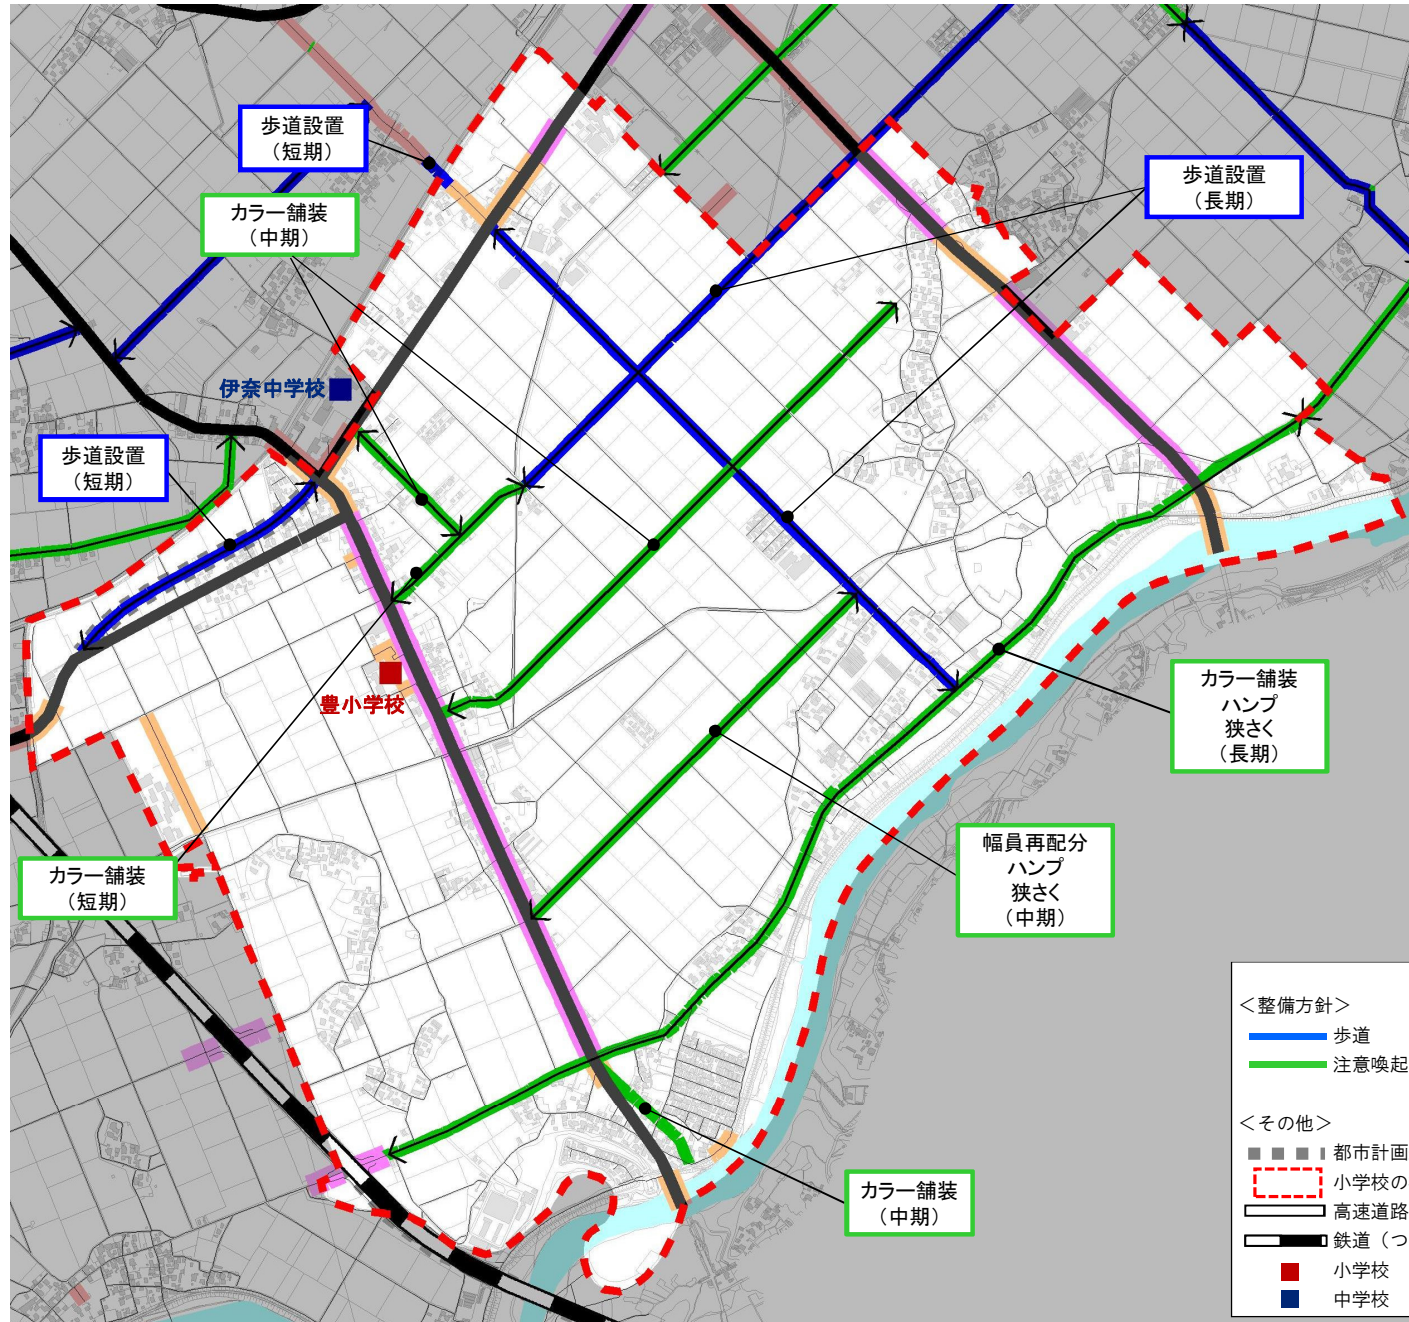 歩道設置
（短期）
カラー舗装
（中期）
歩道設置
（長期）
伊奈中学校
歩道設置
（短期）
豊小学校
カラー舗装
ハンプ
狭さく
（長期）
幅員再配分
ハンプ
狭さく
（中期）
カラー舗装
（短期）
カラー舗装
（中期）
＜整備方針＞
歩道
注意喚起
＜その他＞
都市計画
小学校の
高速道路
鉄道（つ
小学校
中学校